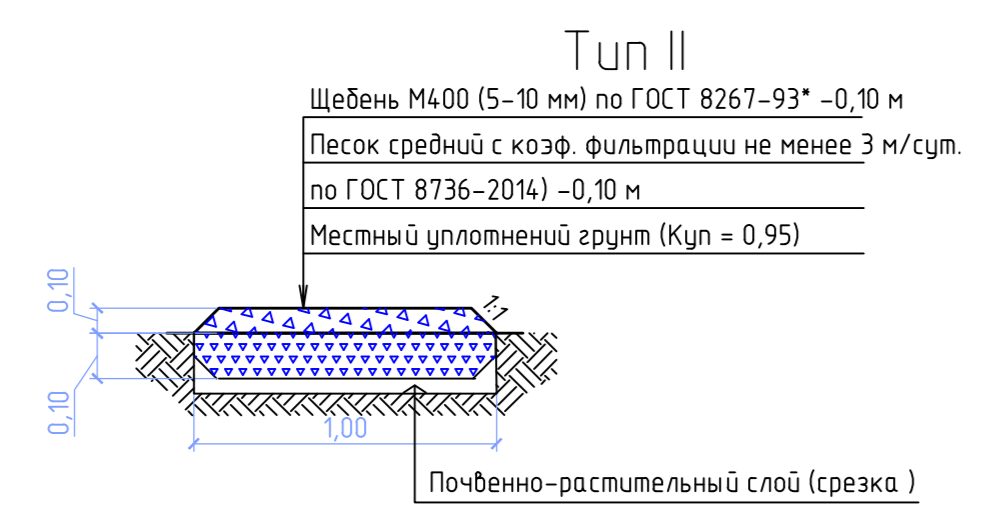 Тип II
Щебень М400 (5-10 мм) по ГОСТ 8267-93* -0,10 м
Песок средний с коэф. фильтрации не менее 3 м/сут.
по ГОСТ 8736-2014) -0,10 м
Местный уплотнений грунт (Куп = 0,95)
0,10
1:1
0,10
1,00
Почвенно-растительный слой (срезка )